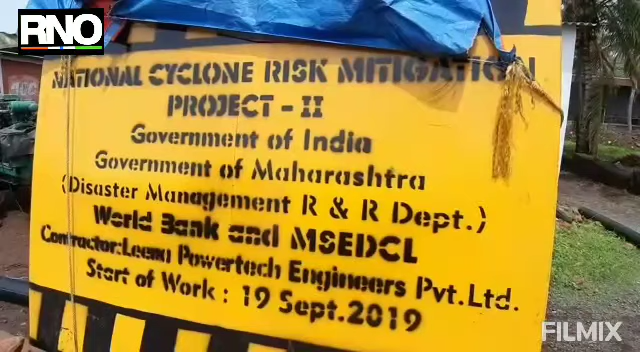 RNO
NATIONAL CYCLONE RISK MITIGATION
PROJECT - II
Government of India
Government of Maharashtra
(Disaster Management R & R Dept.)
World Bank and MSEDCL
Contractor:Leena Powertech Engineers Pvt.Ltd.
Start of Work : 19 Sept.2019
FILMIX